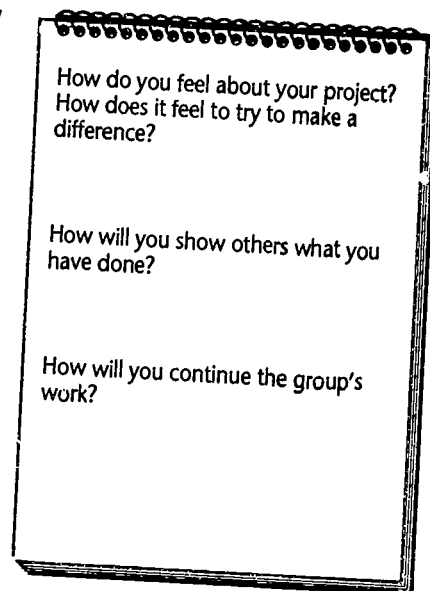 How do you feel about your project?
How does it feel to try to make a
difference?
How will you show others what you
have done?
How will you continue the group's
work?